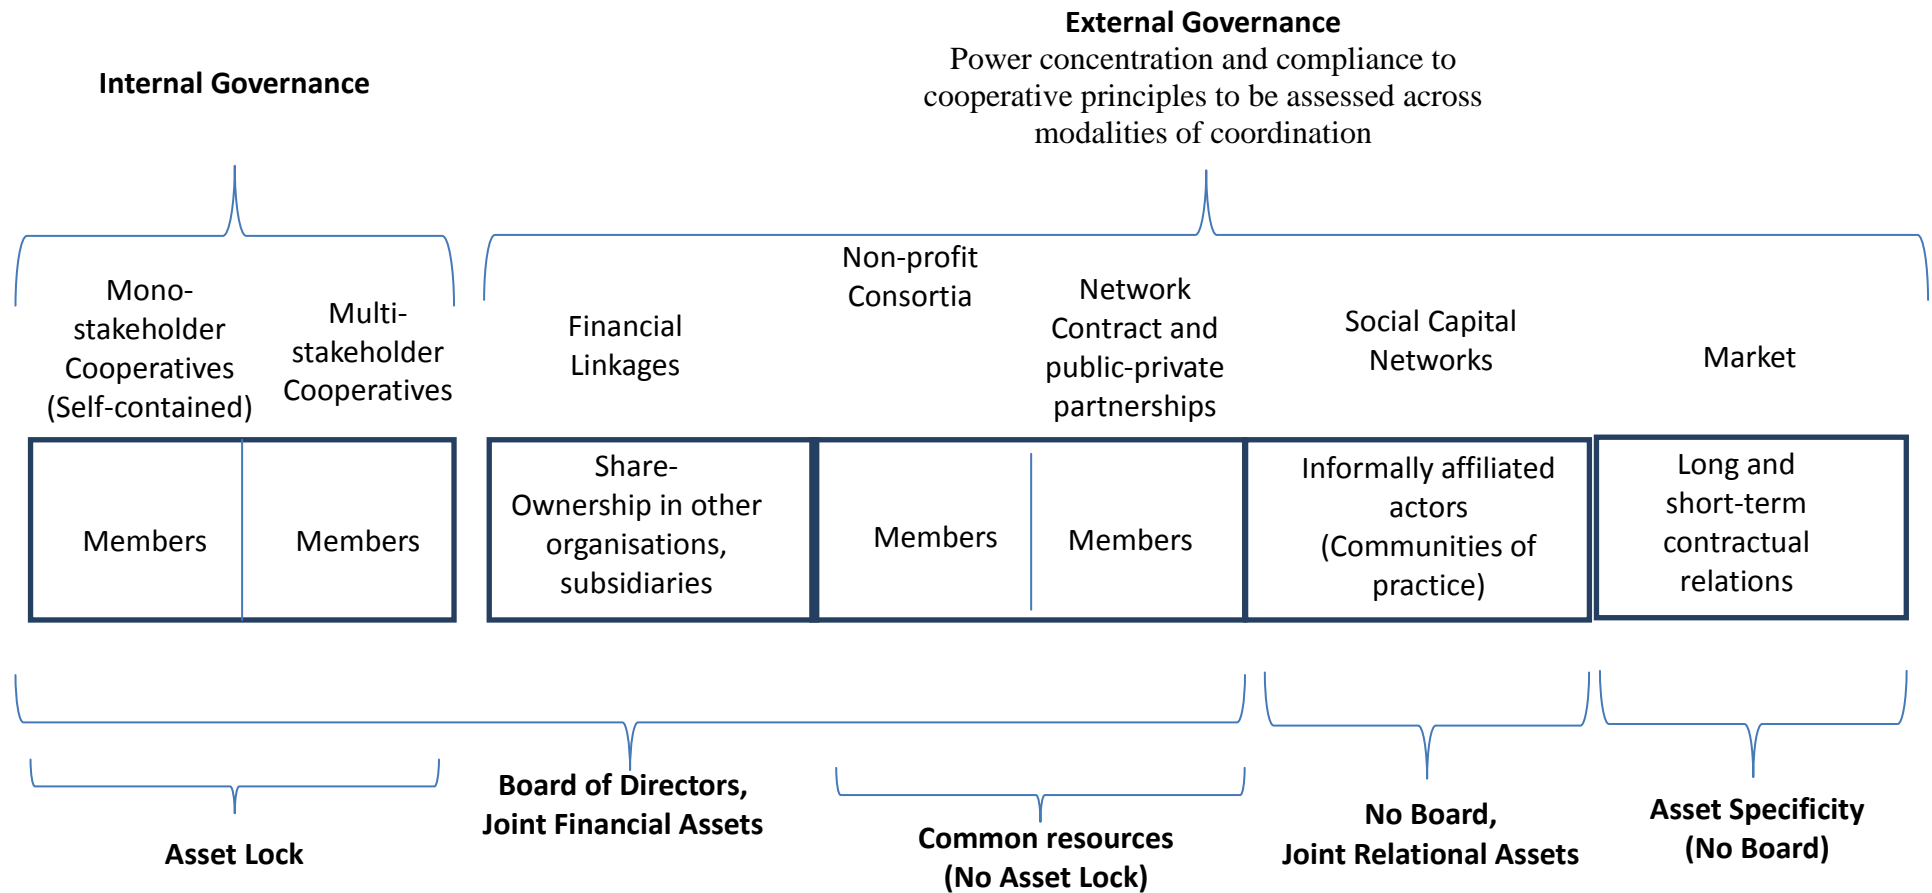 External Governance
Power concentration and compliance to
cooperative principles to be assessed across
modalities of coordination
Internal Governance
Mono-
stakeholder
Cooperatives
(Self-contained)
Multi-
stakeholder
Cooperatives
Financial
Linkages
Non-profit
Consortia
Network
Contract and
public-private
partnerships
Social Capital
Networks
Market
Members
Members
Share-
Ownership in other
organisations,
subsidiaries
Members
Members
Informally affiliated
actors
(Communities of
practice)
Long and
short-term
contractual
relations
Asset Lock
Board of Directors,
Joint Financial Assets
Common resources
(No Asset Lock)
No Board,
Joint Relational Assets
Asset Specificity
(No Board)